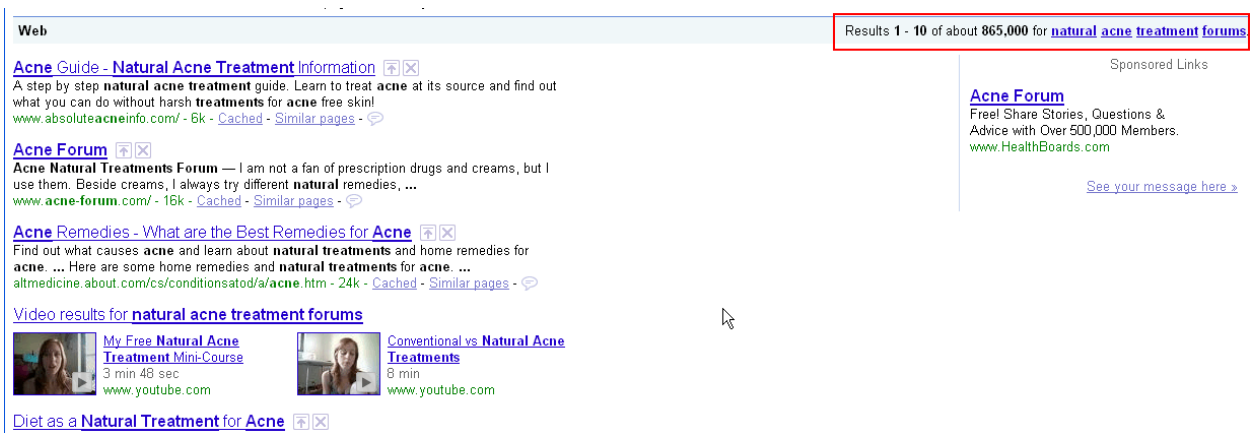 Web
Results 1 - 10 of about 865,000 for natural acne treatment forums.
Acne Guide - Natural Acne Treatment Information
A step by step natural acne treatment guide. Learn to treat acne at its source and find out
what you can do without harsh treatments for acne free skin!
www.absoluteacneinfo.com/ - 6k - Cached - Similar pages -
Acne Forum
Acne Natural Treatments Forum — I am not a fan of prescription drugs and creams, but I
use them. Beside creams, I always try different natural remedies, ...
www.acne-forum.com/ - 16k - Cached - Similar pages -
Acne Remedies - What are the Best Remedies for Acne
Find out what causes acne and learn about natural treatments and home remedies for
acne. ... Here are some home remedies and natural treatments for acne. ...
altmedicine.about.com/cs/conditionsatod/a/acne.htm - 24k - Cached - Similar pages -
Video results for natural acne treatment forums
My Free Natural Acne
Treatment Mini-Course
3 min 48 sec
www.youtube.com
Conventional vs Natural Acne
Treatments
8 min
www.youtube.com
Diet as a Natural Treatment for Acne
Sponsored Links
Acne Forum
Free! Share Stories, Questions &
Advice with Over 500,000 Members.
www.HealthBoards.com
See your message here »